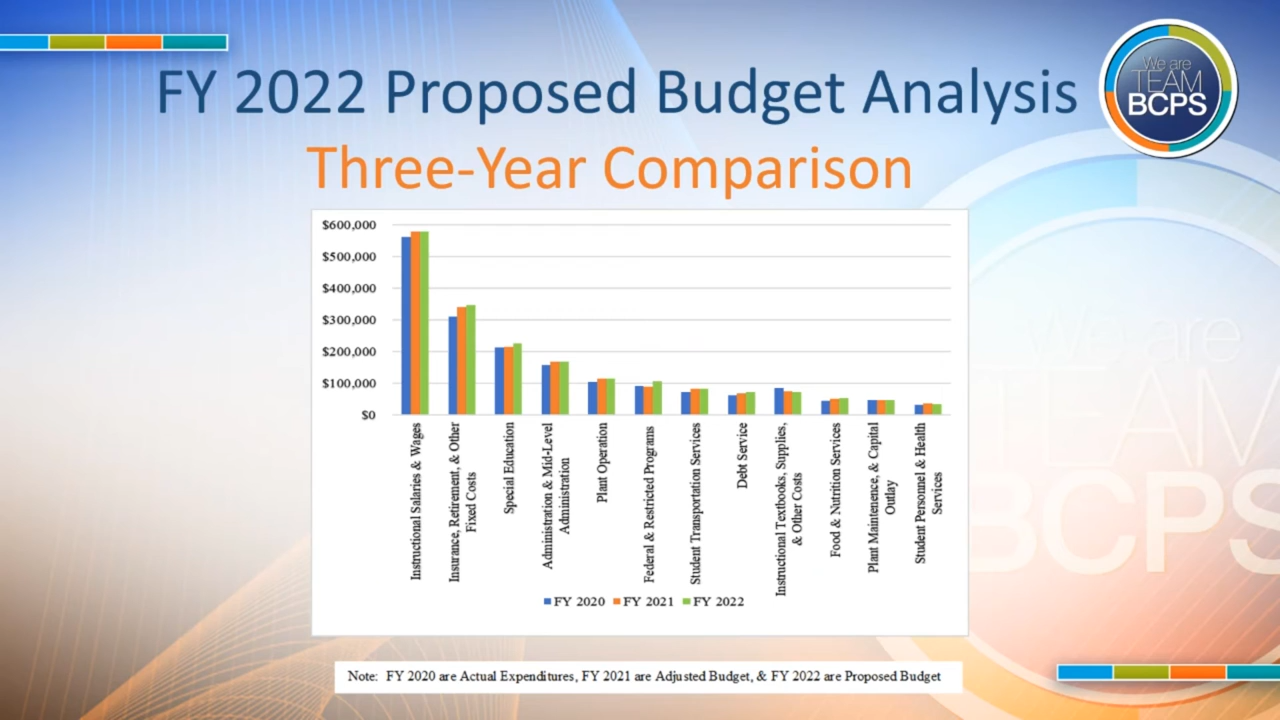 We are
TEAM
BCPS
FY 2022 Proposed Budget Analysis
Three-Year Comparison
$600,000
$500,000
$400,000
$300,000
$200,000
$100,000
$0
Instructional Salaries & Wages
Insurance, Retirement, & Other
Fixed Costs
Special Education
Administration & Mid-Level
Administration
Plant Operation
Federal & Restricted Programs
Student Transportation Services
Debt Service
Instructional Textbooks, Supplies,
& Other Costs
Food & Nutrition Services
Plant Maintenence, & Capital
Outlay
Student Personnel & Health
Services
FY 2020 FY 2021 FY 2022
We are
TEAM
BCPS
Note: FY 2020 are Actual Expenditures, FY 2021 are Adjusted Budget, & FY 2022 are Proposed Budget